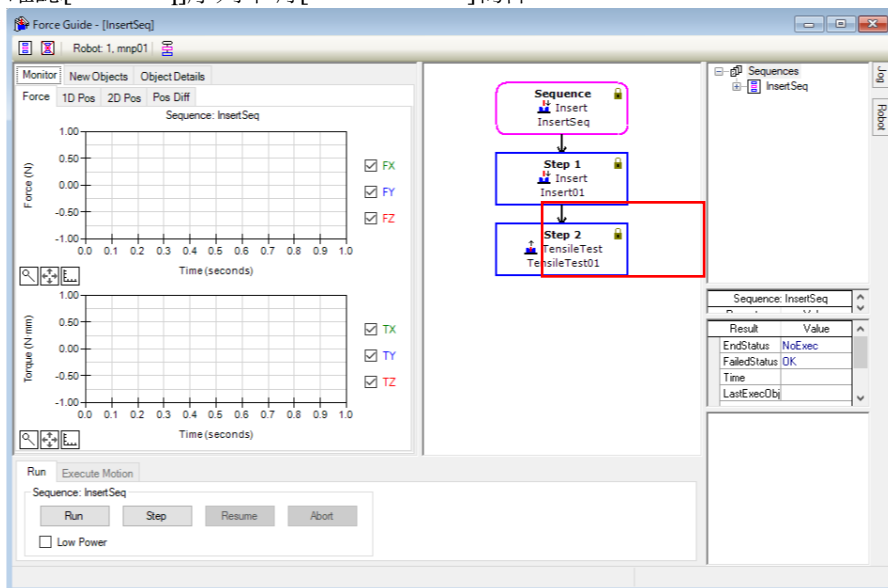 Force Guide - [InsertSeq]
Robot: 1, mnp01
Monitor New Objects Object Details
Force 1D Pos 2D Pos Pos Diff
Sequence: InsertSeq
Force (N)
1.00
0.50
0.00
-0.50
-1.00
0.0 0.1 0.2 0.3 0.4 0.5 0.6 0.7 0.8 0.9 1.0
Time (seconds)
FX
FY
FZ
Torque (N mm)
1.00
0.50
0.00
-0.50
-1.00
0.0 0.1 0.2 0.3 0.4 0.5 0.6 0.7 0.8 0.9 1.0
Time (seconds)
TX
TY
TZ
Run Execute Motion
Sequence: InsertSeq
Run Step Resume Abort
Low Power
Sequence
Insert
InsertSeq
Step 1
Insert
Insert01
Step 2
TensileTest
TensileTest01
Sequences
InsertSeq
Sequence: InsertSeq
Result Value
EndStatus NoExec
FailedStatus OK
Time
LastExecObj
Jog
Robot